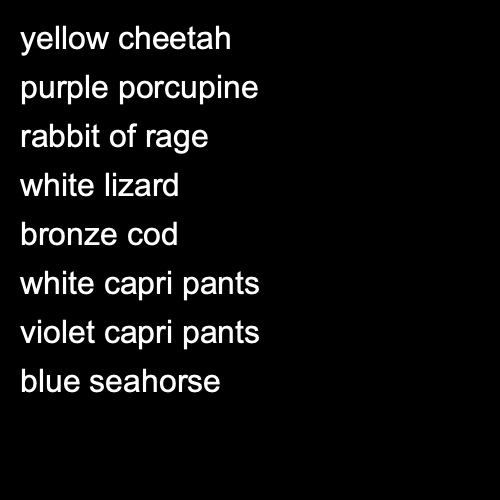 yellow cheetah
purple porcupine
rabbit of rage
white lizard
bronze cod
white capri pants
violet capri pants
blue seahorse